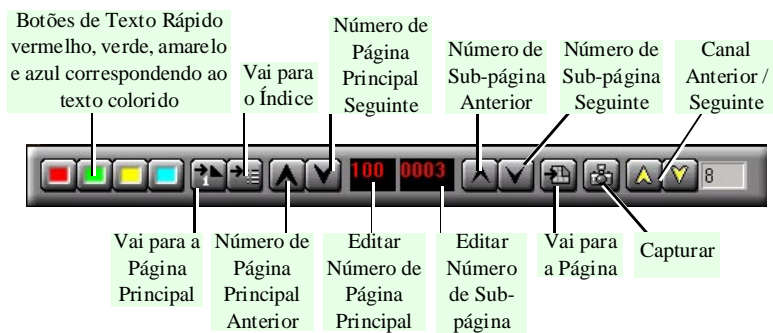 Botões de Texto Rápido
vermelho, verde, amarelo
e azul correspondendo ao
texto colorido
Vai para
o Índice
Número de
Página
Principal
Seguinte
Número de
Sub-página
Anterior
Número de
Sub-página
Seguinte
Canal
Anterior /
Seguinte
1
100
0003
8
Vai para a
Página
Principal
Número de
Página
Principal
Anterior
Editar
Número de
Página
Principal
Editar
Número
de Sub-
página
Vai para
a Página
Capturar